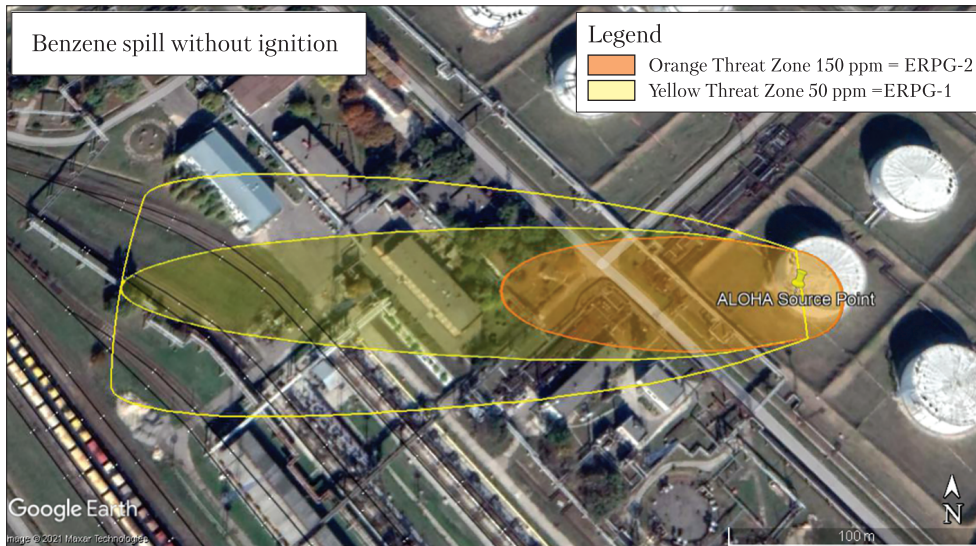 Benzene spill without ignition
Legend
Orange Threat Zone 150 ppm = ERPG-2
Yellow Threat Zone 50 ppm =ERPG-1
ALOHA Source Point
Google Earth
mage © 2021 Maxar Technologies
N
100 m